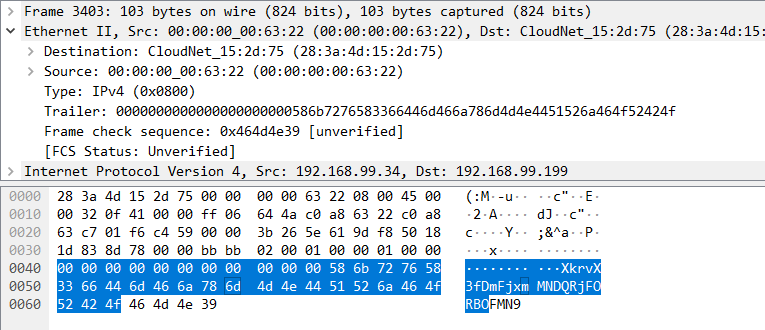 Frame 3403: 103 bytes on wire (824 bits), 103 bytes captured (824 bits)
Ethernet II, Src: 00:00:00_00:63:22 (00:00:00:00:63:22), Dst: CloudNet_15:2d:75 (28:3a:4d:15:2d:75)
Destination: CloudNet_15:2d:75 (28:3a:4d:15:2d:75)
Source: 00:00:00_00:63:22 (00:00:00:00:63:22)
Type: IPv4 (0x0800)
Trailer: 00000000000000000000000586b7276583366446d466a786d4d4e4451526a464f52424f
Frame check sequence: 0x464d4e39 [unverified]
[FCS Status: Unverified]
Internet Protocol Version 4, Src: 192.168.99.34, Dst: 192.168.99.199
0000 28 3a 4d 15 2d 75 00 00 00 00 63 22 08 00 45 00 (:M·-u·· ··c"··E·
0010 00 32 0f 41 00 00 ff 06 64 4a c0 a8 63 22 c0 a8 ·2·A···· dJ··c"··
0020 63 c7 01 f6 c4 59 00 00 3b 26 5e 61 9d f8 50 18 c····Y·· ;&^a··P·
0030 1d 83 8d 78 00 00 bb bb 02 00 01 00 00 01 00 00 ···x···· ········
0040 00 00 00 00 00 00 00 00 00 00 00 58 6b 72 76 58 ········ ···XkrvX
0050 33 66 44 6d 46 6a 78 6d 4d 4e 44 51 52 6a 46 4f 3fDmFjxm MNDQRjFO
0060 52 42 4f 46 4d 4e 39 RBOFMN9